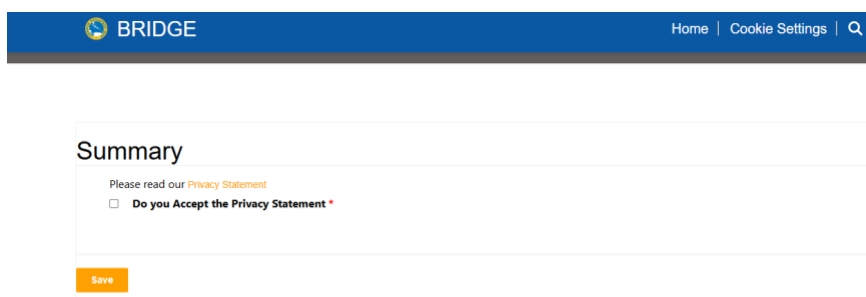 BRIDGE
Home | Cookie Settings |
Summary
Please read our Privacy Statement
Do you Accept the Privacy Statement *
Save